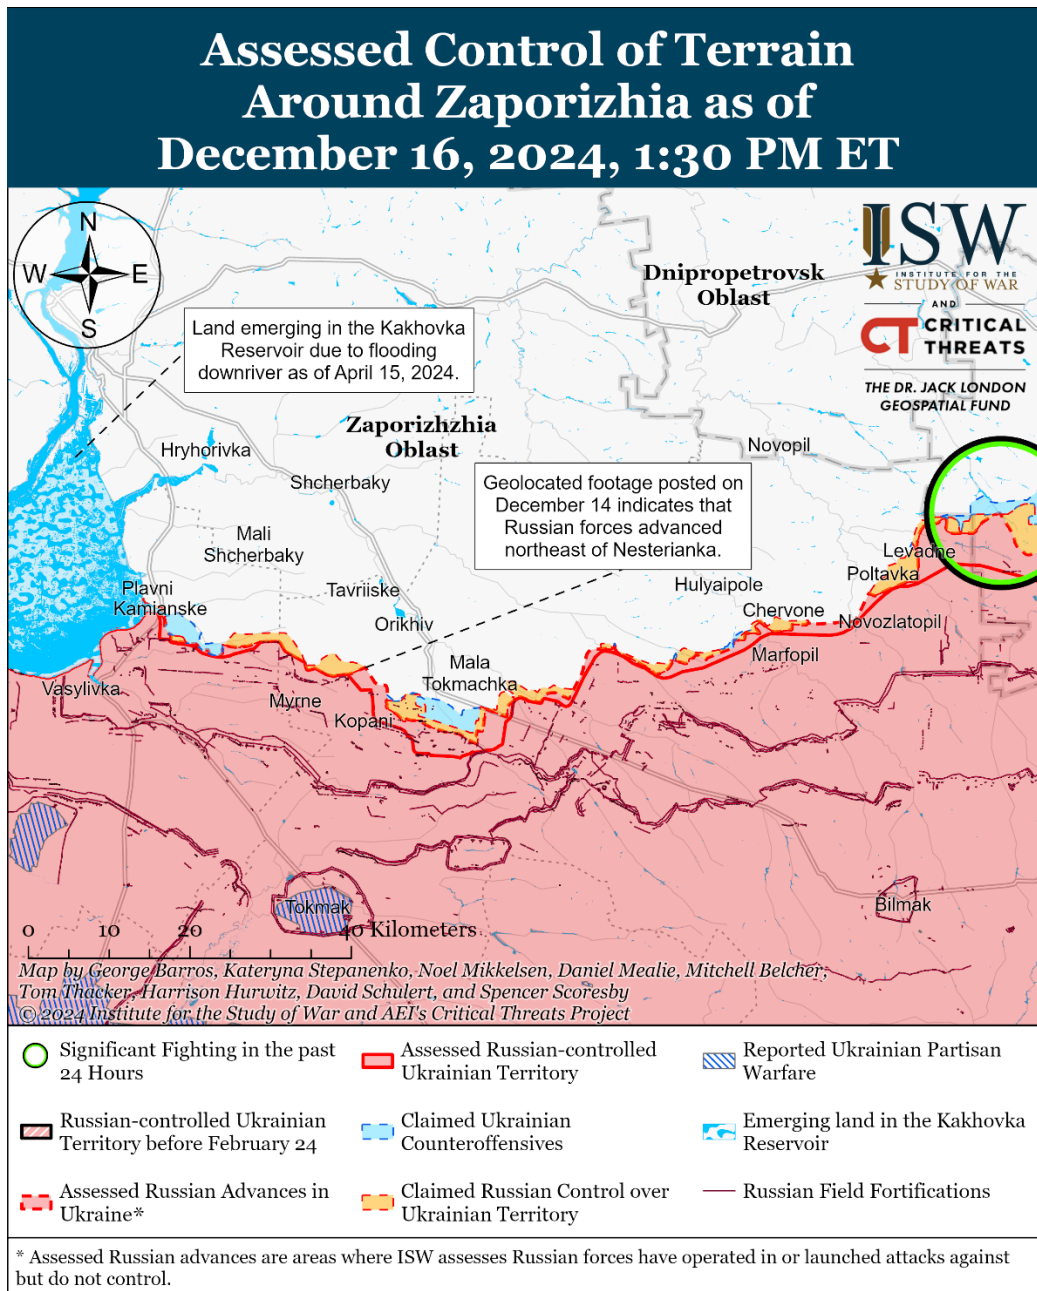 Assessed Control of Terrain
Around Zaporizhia as of
December 16, 2024, 1:30 PM ET
N
W
E
S
ISW
INSTITUTE FOR THE
STUDY OF WAR
AND
CT CRITICAL
THREATS
THE DR. JACK LONDON
GEOSPATIAL FUND
Dnipropetrovsk
Oblast
Land emerging in the Kakhovka
Reservoir due to flooding
downriver as of April 15, 2024.
Zaporizhzhia
Oblast
Hryhorivka
Novopil
Shcherbaky
Geolocated footage posted on
December 14 indicates that
Russian forces advanced
northeast of Nesterianka.
Mali
Shcherbaky
Levadne
Poltavka
Plavni
Kamianske
Tavriiske
Hulyaipole
Orikhiv
Chervone
Novozlatopil
Marfopil
Mala
Tokmachka
Vasylivka
Myrne
Kopani
Tokmak
Bilmak
0 10 20 40 Kilometers
Map by George Barros, Kateryna Stepanenko, Noel Mikkelsen, Daniel Mealie, Mitchell Belcher,
Tom Thacker, Harrison Hurwitz, David Schulert, and Spencer Scoresby
© 2024 Institute for the Study of War and AEI's Critical Threats Project
Significant Fighting in the past
24 Hours
Assessed Russian-controlled
Ukrainian Territory
Reported Ukrainian Partisan
Warfare
Russian-controlled Ukrainian
Territory before February 24
Claimed Ukrainian
Counteroffensives
Emerging land in the Kakhovka
Reservoir
Assessed Russian Advances in
Ukraine*
Claimed Russian Control over
Ukrainian Territory
Russian Field Fortifications
* Assessed Russian advances are areas where ISW assesses Russian forces have operated in or launched attacks against
but do not control.